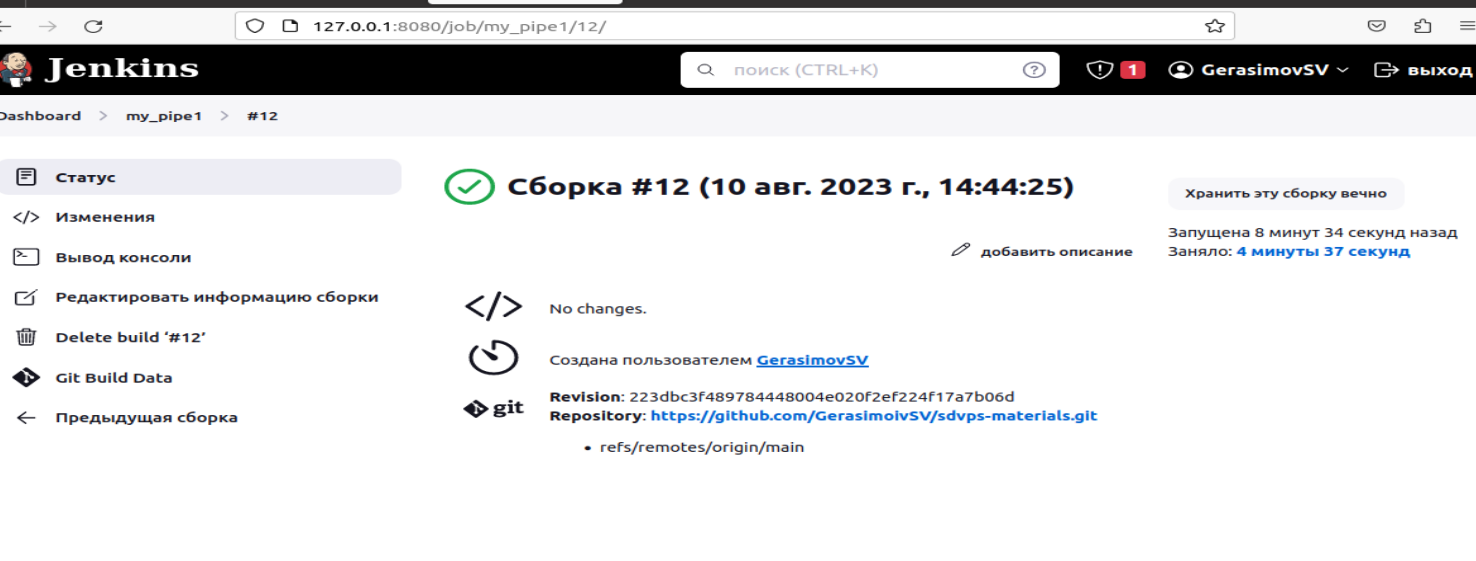 127.0.0.1:8080/job/my_pipe1/12/
Jenkins
поиск (CTRL+K)
1
GerasimovSV
выход
Dashboard > my_pipe1 > #12
Статус
Изменения
Вывод консоли
Редактировать информацию сборки
Delete build ‘#12’
Git Build Data
Предыдущая сборка
Сборка #12 (10 авг. 2023 г., 14:44:25)
Хранить эту сборку вечно
Запущена 8 минут 34 секунд назад
Заняло: 4 минуты 37 секунд
добавить описание
No changes.
Создана пользователем GerasimovSV
git
Revision: 223dbc3f489784448004e020f2ef224f17a7b06d
Repository: https://github.com/GerasimoivSV/sdvps-materials.git
• refs/remotes/origin/main